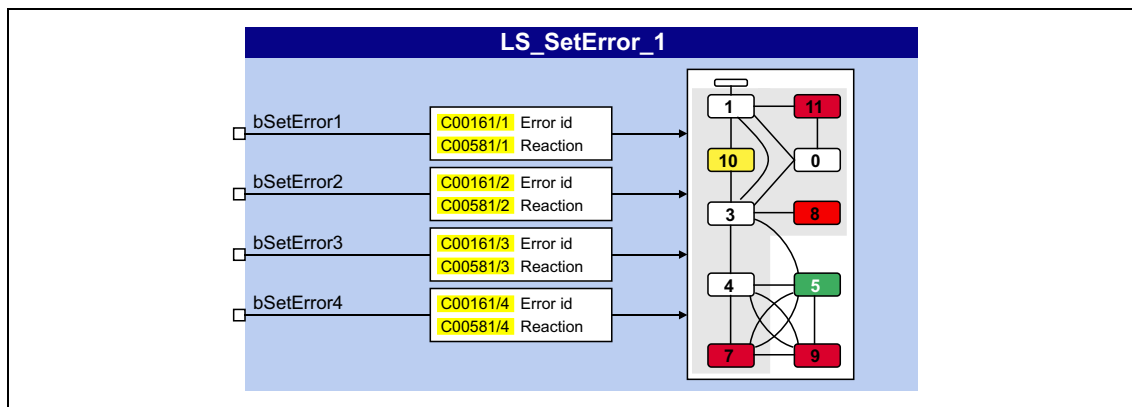 LS_SetError_1
bSetError1
C00161/1 Error id
C00581/1 Reaction
bSetError2
C00161/2 Error id
C00581/2 Reaction
bSetError3
C00161/3 Error id
C00581/3 Reaction
bSetError4
C00161/4 Error id
C00581/4 Reaction
1 11
10 0
3 8
4 5
7 9